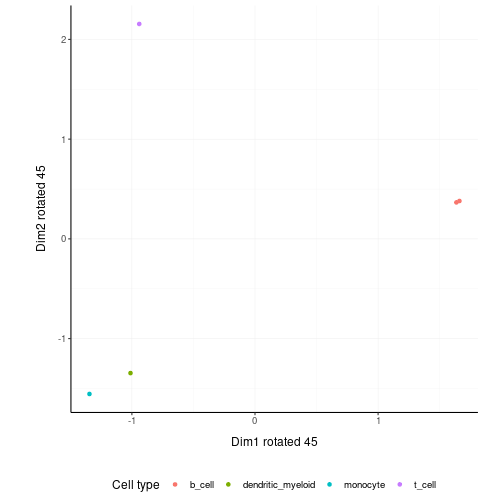 2
1
0
-1
Dim2 rotated 45
-1 0 1
Dim1 rotated 45
Cell type b_cell dendritic_myeloid monocyte t_cell